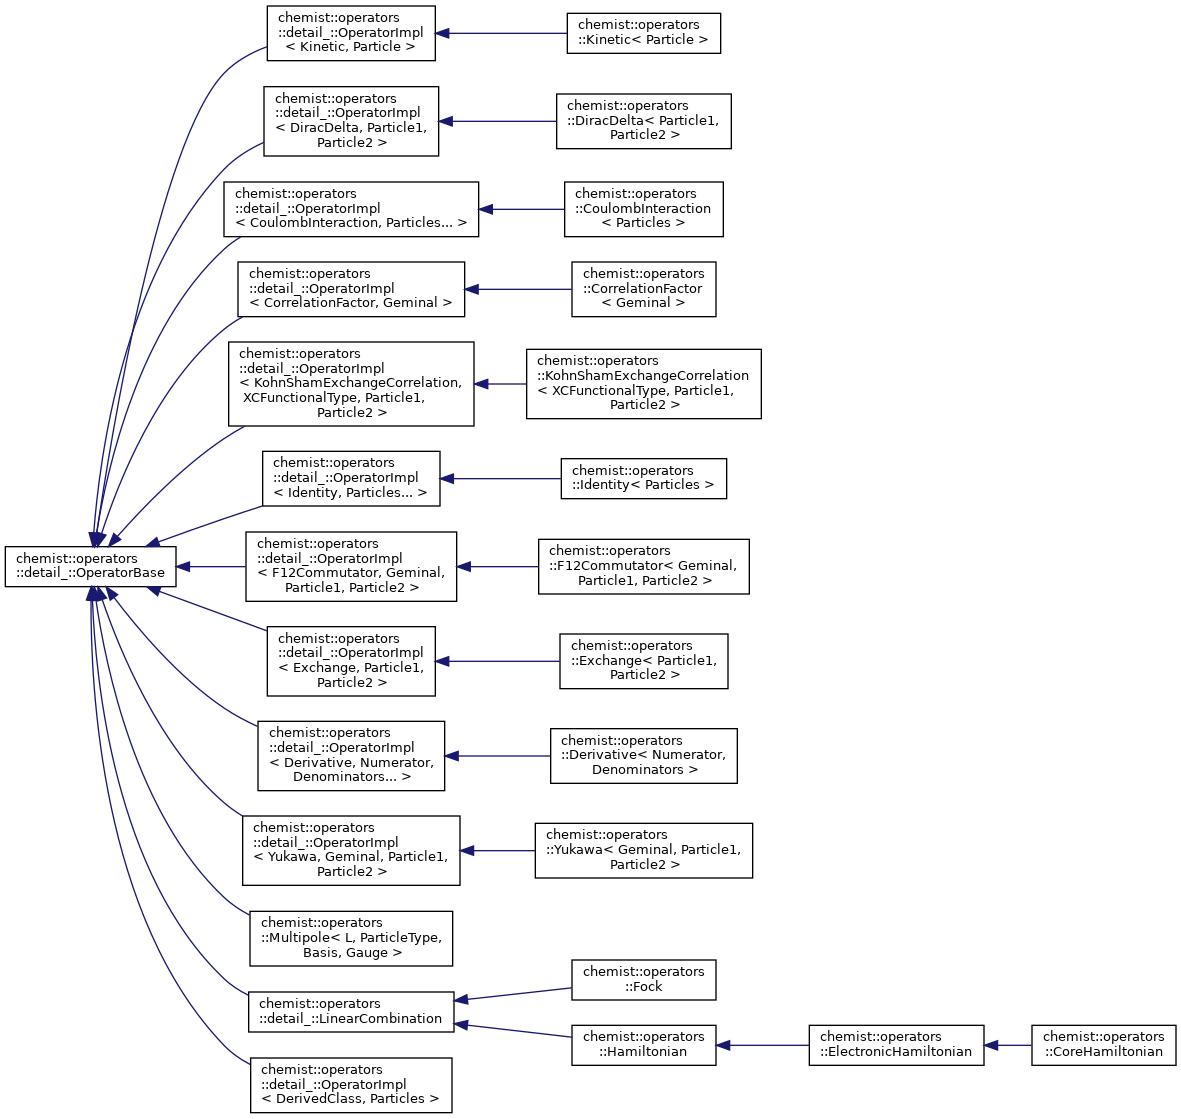 chemist::operators
::detail_::OperatorImpl
< Kinetic, Particle >
chemist::operators
::Kinetic< Particle >
chemist::operators
::detail_::OperatorImpl
< DiracDelta, Particle1,
Particle2 >
chemist::operators
::DiracDelta< Particle1,
Particle2 >
chemist::operators
::detail_::OperatorImpl
< CoulombInteraction, Particles... >
chemist::operators
::CoulombInteraction
< Particles >
chemist::operators
::detail_::OperatorImpl
< CorrelationFactor, Geminal >
chemist::operators
::CorrelationFactor
< Geminal >
chemist::operators
::detail_::OperatorImpl
< KohnShamExchangeCorrelation,
XCFunctionalType, Particle1,
Particle2 >
chemist::operators
::KohnShamExchangeCorrelation
< XCFunctionalType, Particle1,
Particle2 >
chemist::operators
::detail_::OperatorImpl
< Identity, Particles... >
chemist::operators
::Identity< Particles >
chemist::operators
::detail_::OperatorBase
chemist::operators
::detail_::OperatorImpl
< F12Commutator, Geminal,
Particle1, Particle2 >
chemist::operators
::F12Commutator< Geminal,
Particle1, Particle2 >
chemist::operators
::detail_::OperatorImpl
< Exchange, Particle1,
Particle2 >
chemist::operators
::Exchange< Particle1,
Particle2 >
chemist::operators
::detail_::OperatorImpl
< Derivative, Numerator,
Denominators... >
chemist::operators
::Derivative< Numerator,
Denominators >
chemist::operators
::detail_::OperatorImpl
< Yukawa, Geminal, Particle1,
Particle2 >
chemist::operators
::Yukawa< Geminal, Particle1,
Particle2 >
chemist::operators
::Multipole< L, ParticleType,
Basis, Gauge >
chemist::operators
::detail_::LinearCombination
chemist::operators
::Fock
chemist::operators
::Hamiltonian
chemist::operators
::ElectronicHamiltonian
chemist::operators
::CoreHamiltonian
chemist::operators
::detail_::OperatorImpl
< DerivedClass, Particles >